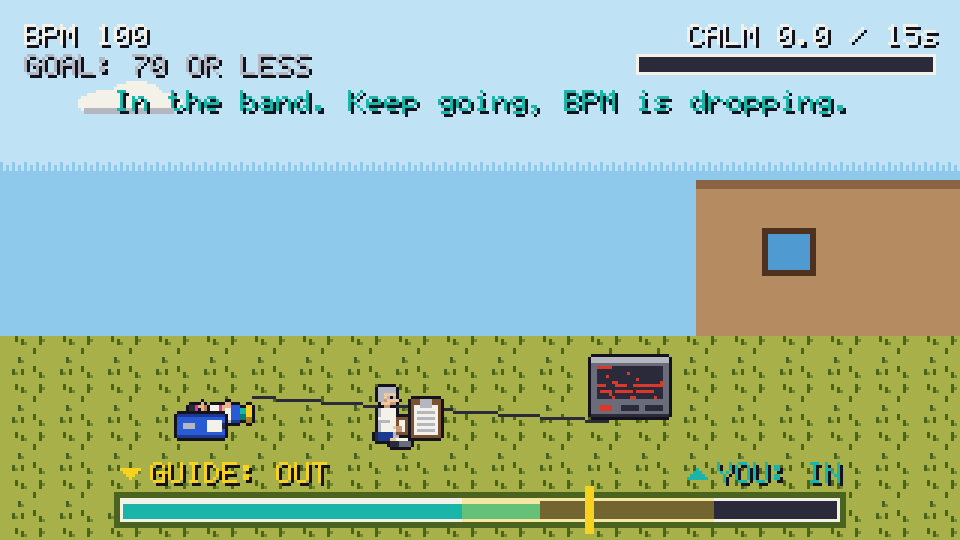 BPM 100
CALM 0.0 / 15s
GOAL: 70 OR LESS
In the band. Keep going, BPM is dropping.
GUIDE: OUT
YOU: IN